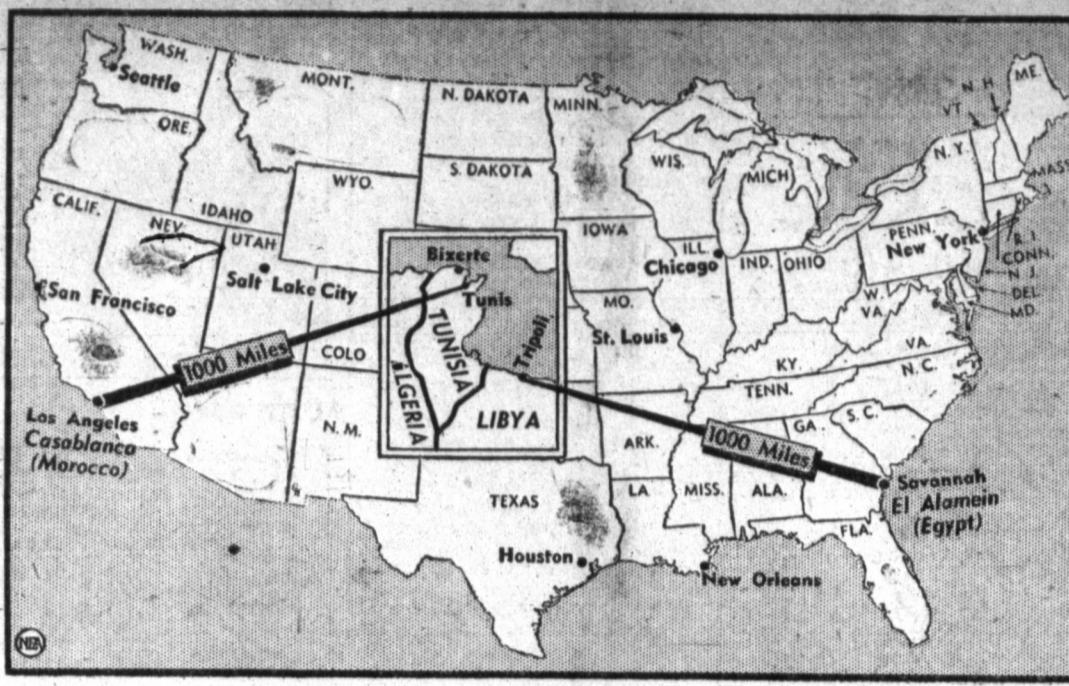 WASH.
Seattle
MONT.
N. DAKOTA
MINN.
N. H.
ME.
VT.
ORE.
N.Y.
MASS
WIS.
MICH
S. DAKOTA
WYO.
IDAHO
CALIF.
NEV.
UTAH
IOWA
PENN.
New York
R. I
CONN.
N J.
DEL
MD.
ILL.
Chicago
IND.
OHIO
Bizerte
Salt Lake City
San Francisco
Tunis
MO.
W.
VA.
St. Louis
Tripoli
TUNISIA
ALGERIA
LIBYA
COLO
1000 Miles
KY.
VA.
N. C.
TENN.
S. C.
Los Angeles
Casablanca
(Morocco)
N. M.
ARK.
GA.
1000 Miles
Savannah
El Alamein
(Egypt)
TEXAS
LA
MISS.
ALA.
FLA.
Houston
New Orleans
NEA